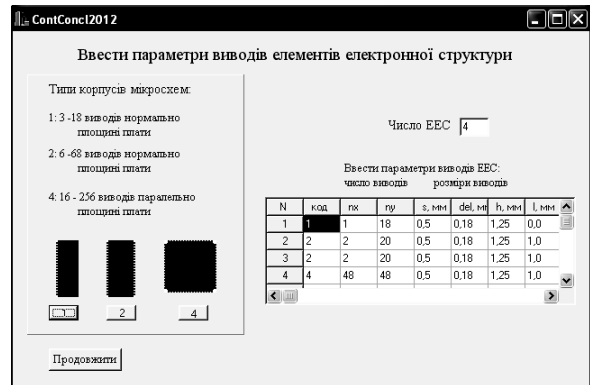 ContConcl2012
Ввести параметри виводів елементів електронної структури
Типи корпусів мікросхем:
1: 3 -18 виводів нормально
площині плати
2: 6 -68 виводів нормально
площині плати
4: 16 - 256 виводів паралельно
площині плати
2
4
Продовжити
Число ЕЕС 4
Ввести параметри виводів ЕЕС:
число виводів розміри виводів
N код nx ny s, мм del, мм h, мм l, мм
1 1 1 18 0,5 0,18 1,25 0,0
2 2 2 20 0,5 0,18 1,25 1,0
3 2 2 20 0,5 0,18 1,25 1,0
4 4 48 48 0,5 0,18 1,25 1,0